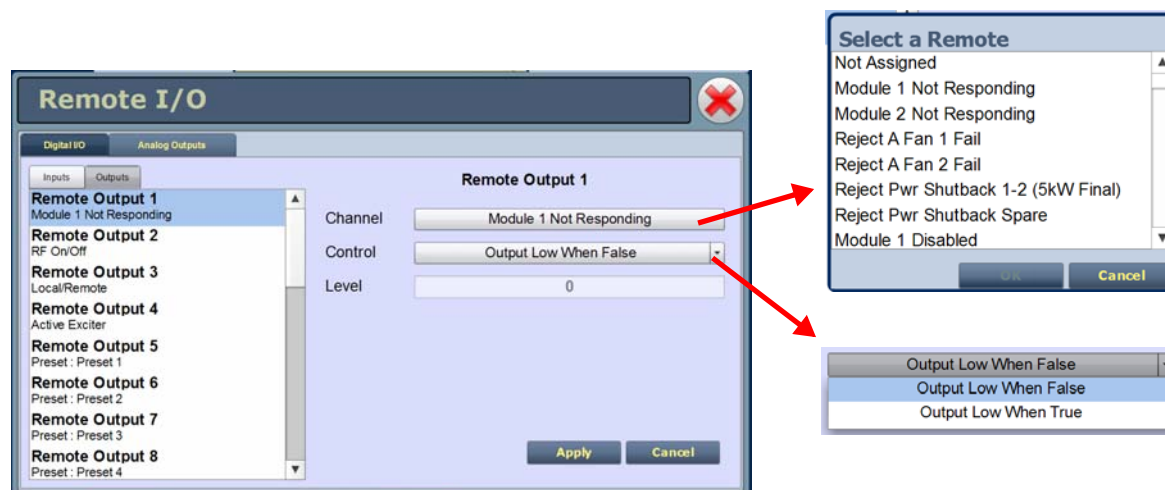 Remote I/O
Digital I/O
Analog Outputs
Inputs
Outputs
Remote Output 1
Module 1 Not Responding
Remote Output 2
RF On/Off
Remote Output 3
Local/Remote
Remote Output 4
Active Exciter
Remote Output 5
Preset : Preset 1
Remote Output 6
Preset : Preset 2
Remote Output 7
Preset : Preset 3
Remote Output 8
Preset : Preset 4
Remote Output 1
Channel
Module 1 Not Responding
Control
Output Low When False
Level
0
Apply
Cancel
Select a Remote
Not Assigned
Module 1 Not Responding
Module 2 Not Responding
Reject A Fan 1 Fail
Reject A Fan 2 Fail
Reject Pwr Shutback 1-2 (5kW Final)
Reject Pwr Shutback Spare
Module 1 Disabled
OK
Cancel
Output Low When False
Output Low When False
Output Low When True